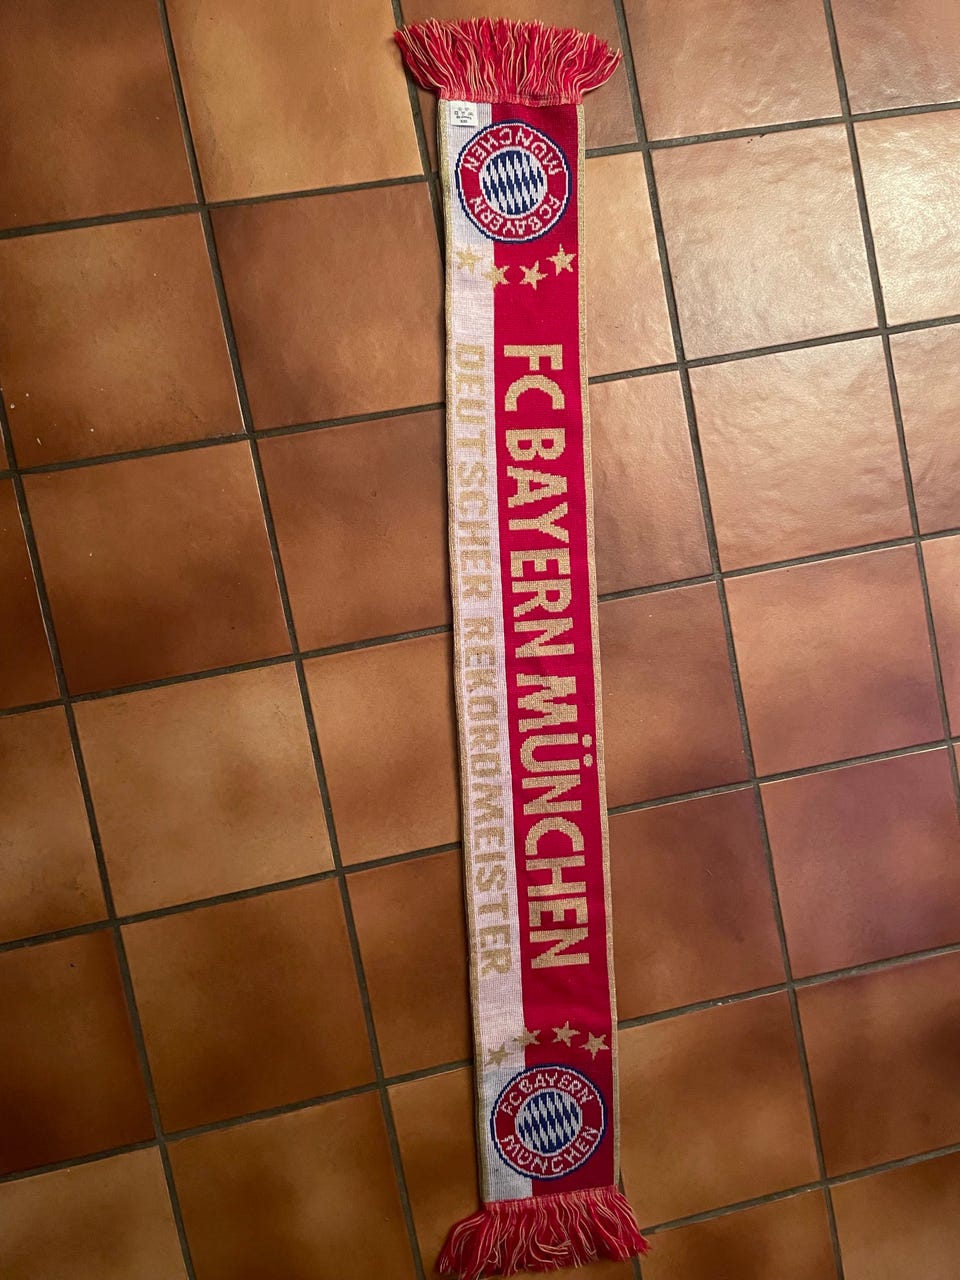 MÜNCHEN
FC BAYERN
FC BAYERN MÜNCHEN
DEUTSCHER REKORDMEISTER
FC BAYERN
MÜNCHEN